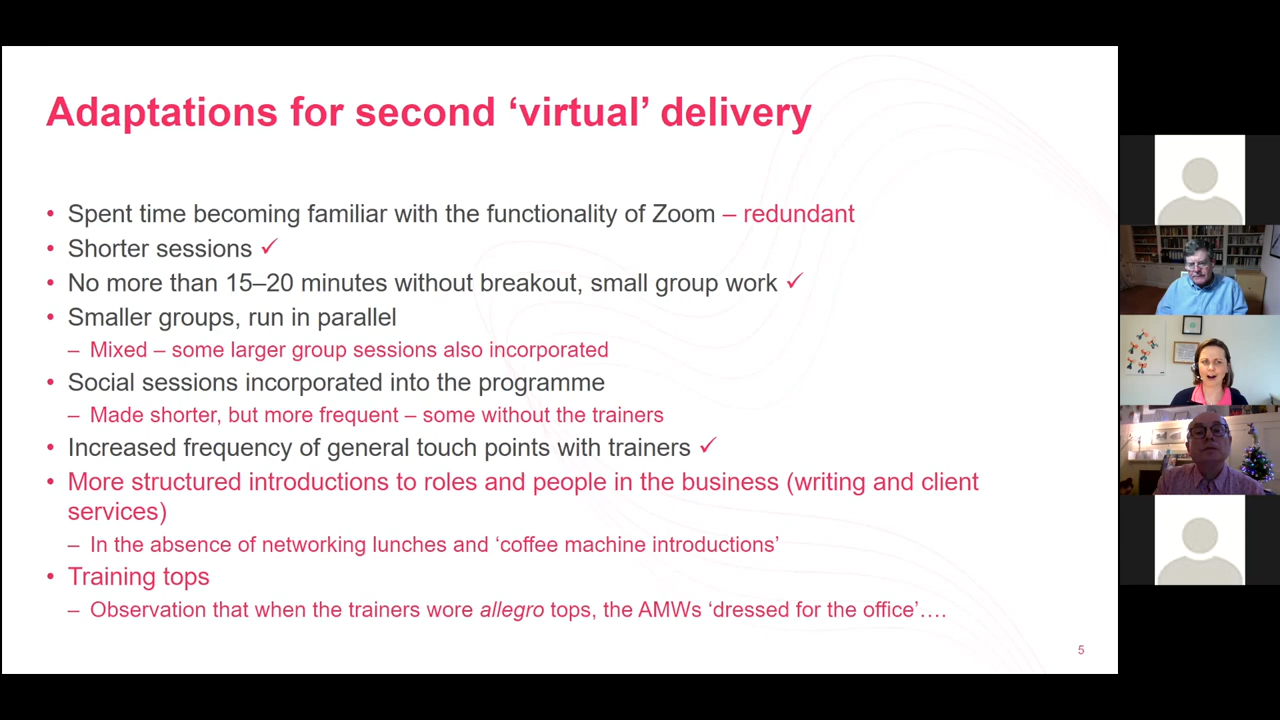 Adaptations for second ‘virtual’ delivery
• Spent time becoming familiar with the functionality of Zoom – redundant
• Shorter sessions ✓
• No more than 15–20 minutes without breakout, small group work ✓
• Smaller groups, run in parallel
– Mixed – some larger group sessions also incorporated
• Social sessions incorporated into the programme
– Made shorter, but more frequent – some without the trainers
• Increased frequency of general touch points with trainers ✓
• More structured introductions to roles and people in the business (writing and client
services)
– In the absence of networking lunches and ‘coffee machine introductions’
• Training tops
– Observation that when the trainers wore allegro tops, the AMWs ‘dressed for the office’….
5